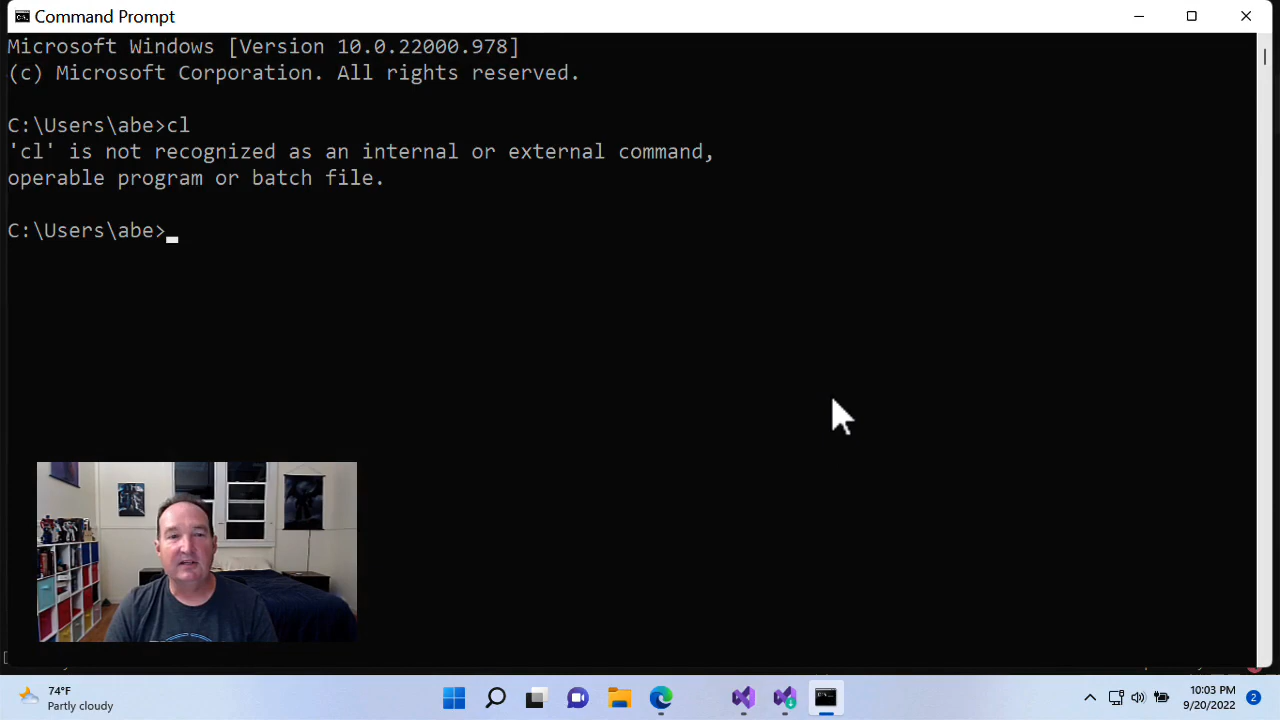 Command Prompt
Microsoft Windows [Version 10.0.22000.978]
(c) Microsoft Corporation. All rights reserved.
C:\Users\abe>cl
'cl' is not recognized as an internal or external command,
operable program or batch file.
C:\Users\abe>
74°F
Partly cloudy
10:03 PM
9/20/2022
2